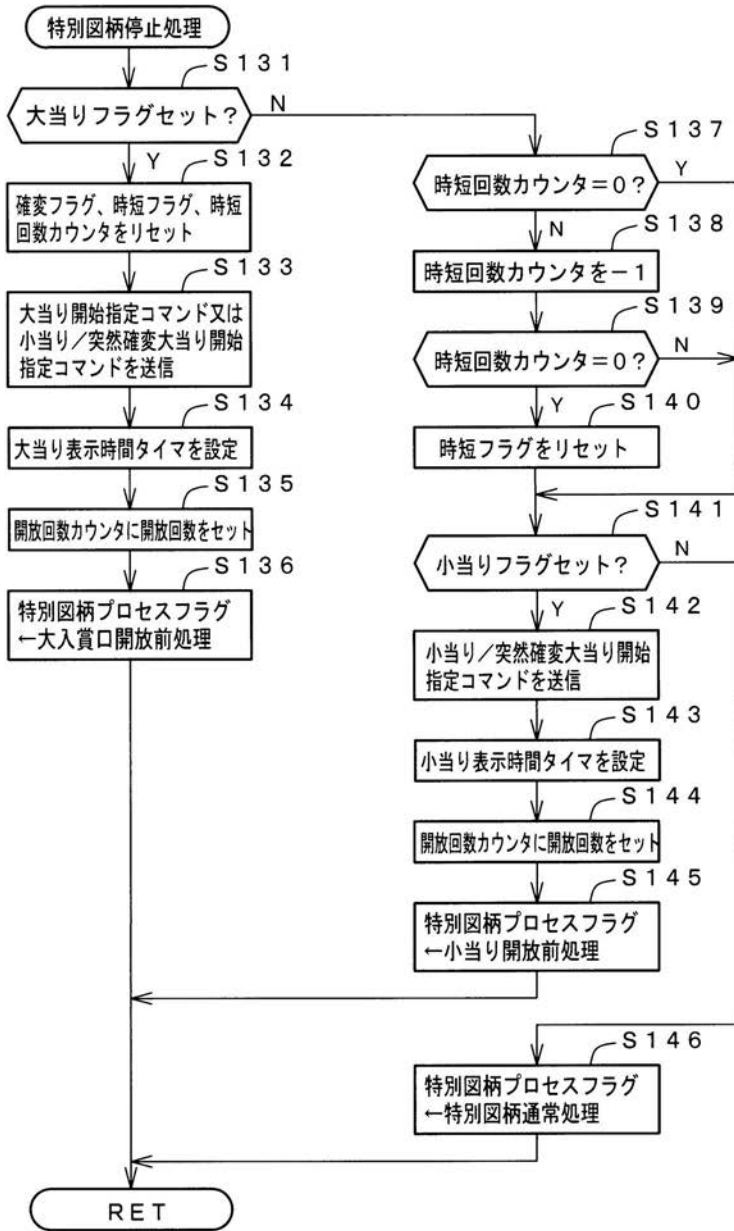 特別図柄停止処理
S131
大当りフラグセット?
N
Y
S132
確変フラグ、時短フラグ、時短
回数カウンタをリセット
S133
大当り開始指定コマンド又は
小当り/突然確変大当り開始
指定コマンドを送信
S134
大当り表示時間タイマを設定
S135
開放回数カウンタに開放回数をセット
S136
特別図柄プロセスフラグ
←大入賞口開放前処理
S137
時短回数カウンタ=0?
Y
N
S138
時短回数カウンタを-1
S139
時短回数カウンタ=0?
N
Y
S140
時短フラグをリセット
S141
小当りフラグセット?
N
Y
S142
小当り/突然確変大当り開始
指定コマンドを送信
S143
小当り表示時間タイマを設定
S144
開放回数カウンタに開放回数をセット
S145
特別図柄プロセスフラグ
←小当り開放前処理
S146
特別図柄プロセスフラグ
←特別図柄通常処理
RET